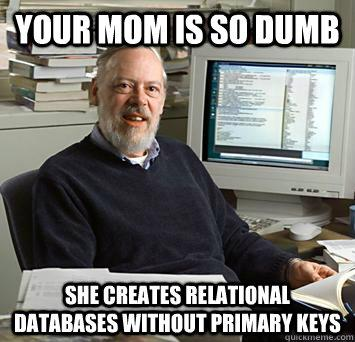 YOUR MOM IS SO DUMB
SHE CREATES RELATIONAL
DATABASES WITHOUT PRIMARY KEYS
quickmeme.com